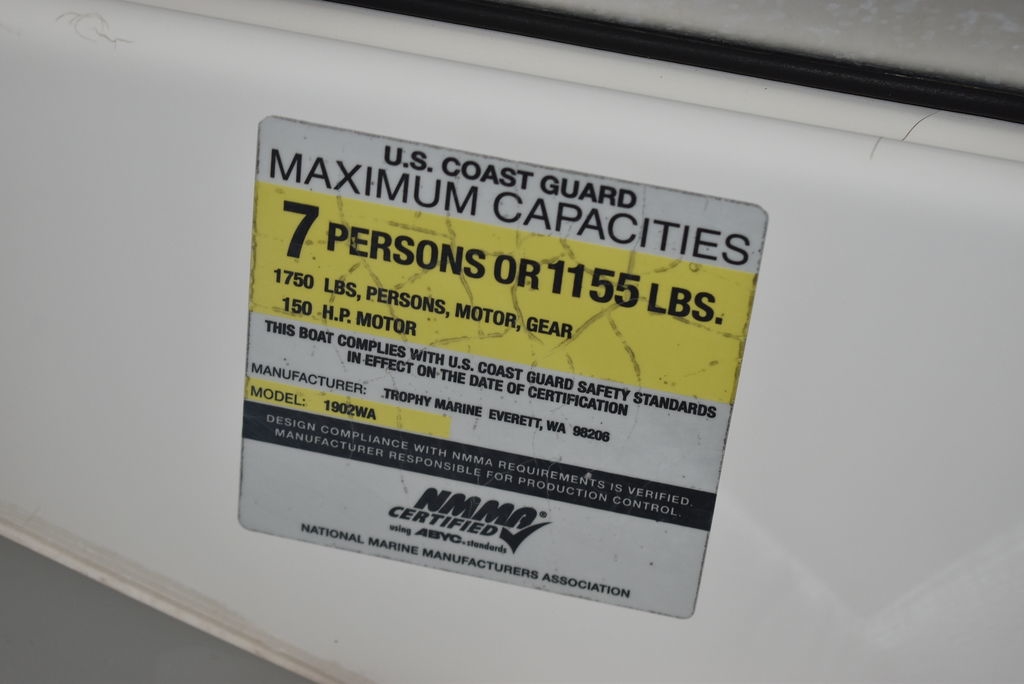 U.S. COAST GUARD
MAXIMUM CAPACITIES
7 PERSONS OR 1155 LBS.
1750 LBS, PERSONS, MOTOR, GEAR
150 H.P. MOTOR
THIS BOAT COMPLIES WITH U.S. COAST GUARD SAFETY STANDARDS
IN EFFECT ON THE DATE OF CERTIFICATION
MANUFACTURER: TROPHY MARINE EVERETT, WA 98206
MODEL: 1902WA
DESIGN COMPLIANCE WITH NMMA REQUIREMENTS IS VERIFIED.
MANUFACTURER RESPONSIBLE FOR PRODUCTION CONTROL.
NMMA®
CERTIFIED
using ABYC standards
NATIONAL MARINE MANUFACTURERS ASSOCIATION